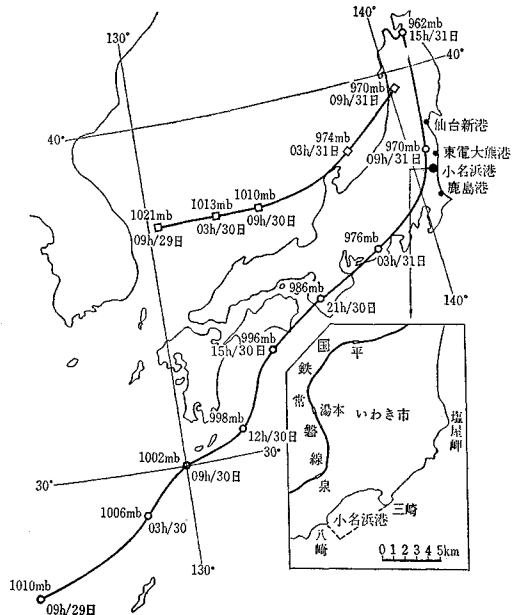 130°
140°
962mb
15h/31日
40°
970mb
09h/31日
40°
974mb
03h/31日
仙台新港
970mb
09h/31日
東電大熊港
小名浜港
鹿島港
1021mb
09h/29日
1013mb
03h/30日
1010mb
09h/30日
976mb
03h/31日
140°
986mb
21h/30日
996mb
15h/30日
998mb
12h/30日
1002mb
09h/30日
30°
30°
1006mb
03h/30
130°
1010mb
09h/29日
国鉄常磐線
平
湯本
いわき市
塩屋岬
泉
小名浜港
三崎
八崎
0 1 2 3 4 5km